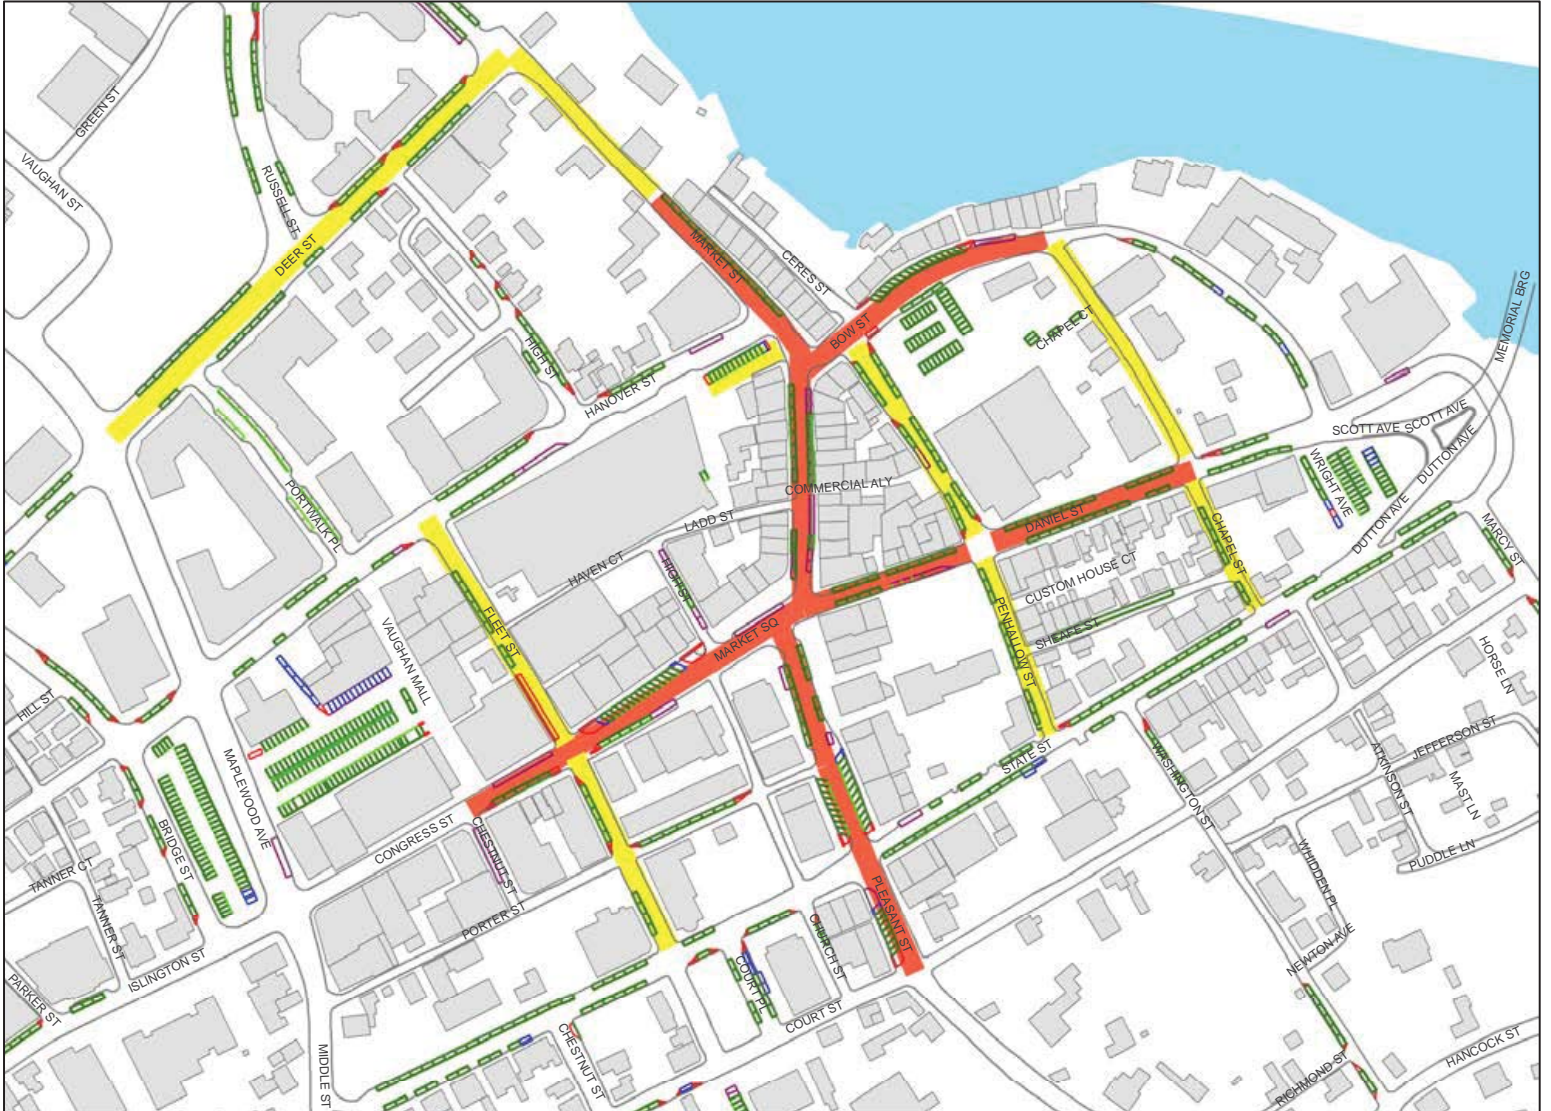 GREEN ST
VAUGHAN ST
RUSSELL ST
DEER ST
MARKET ST
CERES ST
BOW ST
CHAPEL CT
MEMORIAL BRG
HIGH ST
HANOVER ST
SCOTT AVE
SCOTT AVE
DUTTON AVE
WRIGHT AVE
DUTTON AVE
MARCY ST
PORTWALK PL
COMMERCIAL ALY
LADD ST
DANIEL ST
CHAPEL ST
HAVEN CT
HIGH ST
CUSTOM HOUSE CT
SHEAFE ST
PENHALLOW ST
FLEET ST
VAUGHAN MALL
MARKET SQ
HORSE LN
HILL ST
MAPLEWOOD AVE
STATE ST
WASHINGTON ST
ATKINSON ST
JEFFERSON ST
MAST LN
PUDDLE LN
BRIDGE ST
CONGRESS ST
CHESTNUT ST
TANNER CT
TANNER ST
PORTER ST
PLEASANT ST
CHURCH ST
WHIDDEN PL
NEWTON AVE
ISLINGTON ST
PARKER ST
COURT PL
COURT ST
MIDDLE ST
CHESTNUT ST
RICHMOND ST
HANCOCK ST